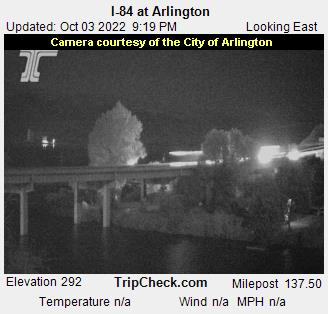 I-84 at Arlington
Updated: Oct 03 2022 9:19 PM Looking East
Camera courtesy of the City of Arlington
Elevation 292 TripCheck.com Milepost 137.50
Temperature n/a Wind n/a MPH n/a